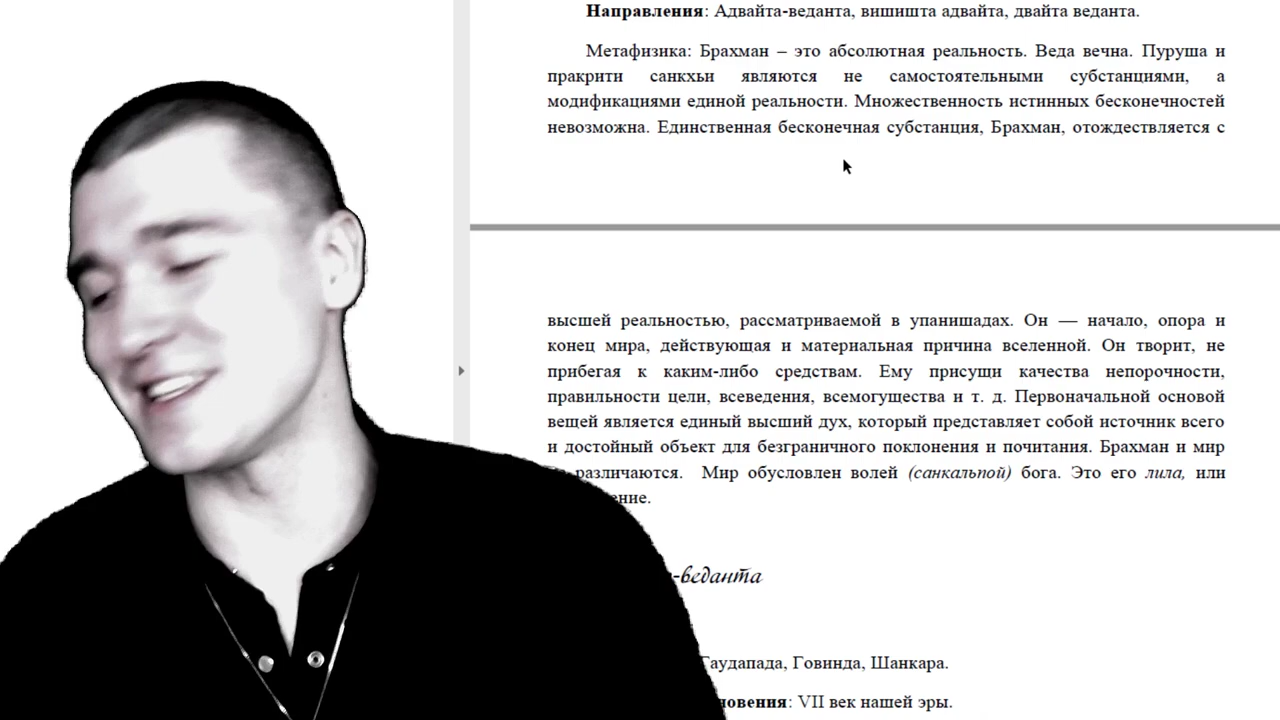 Направления: Адвайта-веданта, вишишта адвайта, двайта веданта.
Метафизика: Брахман – это абсолютная реальность. Веда вечна. Пуруша и
пракрити санкхьи являются не самостоятельными субстанциями, а
модификациями единой реальности. Множественность истинных бесконечностей
невозможна. Единственная бесконечная субстанция, Брахман, отождествляется с
высшей реальностью, рассматриваемой в упанишадах. Он — начало, опора и
конец мира, действующая и материальная причина вселенной. Он творит, не
прибегая к каким-либо средствам. Ему присущи качества непорочности,
правильности цели, всеведения, всемогущества и т. д. Первоначальной основой
вещей является единый высший дух, который представляет собой источник всего
и достойный объект для безграничного поклонения и почитания. Брахман и мир
различаются. Мир обусловлен волей (санкальпой) бога. Это его лила, или
ение.
-веданта
Гаудапада, Говинда, Шанкара.
новения: VII век нашей эры.